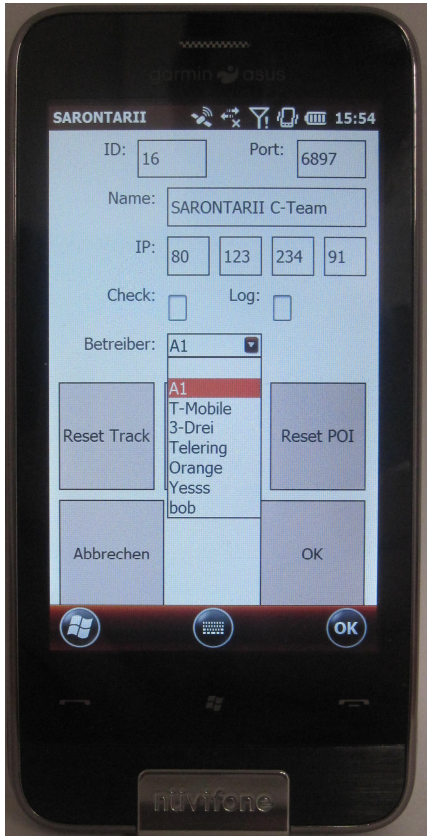 garmin asus
SARONTARII 15:54
ID: 16 Port: 6897
Name: SARONTARII C-Team
IP: 80 123 234 91
Check: Log:
Betreiber: A1
A1
T-Mobile
3-Drei
Telering
Orange
Yesss
bob
Reset Track Reset POI
Abbrechen OK
OK
nüvifone